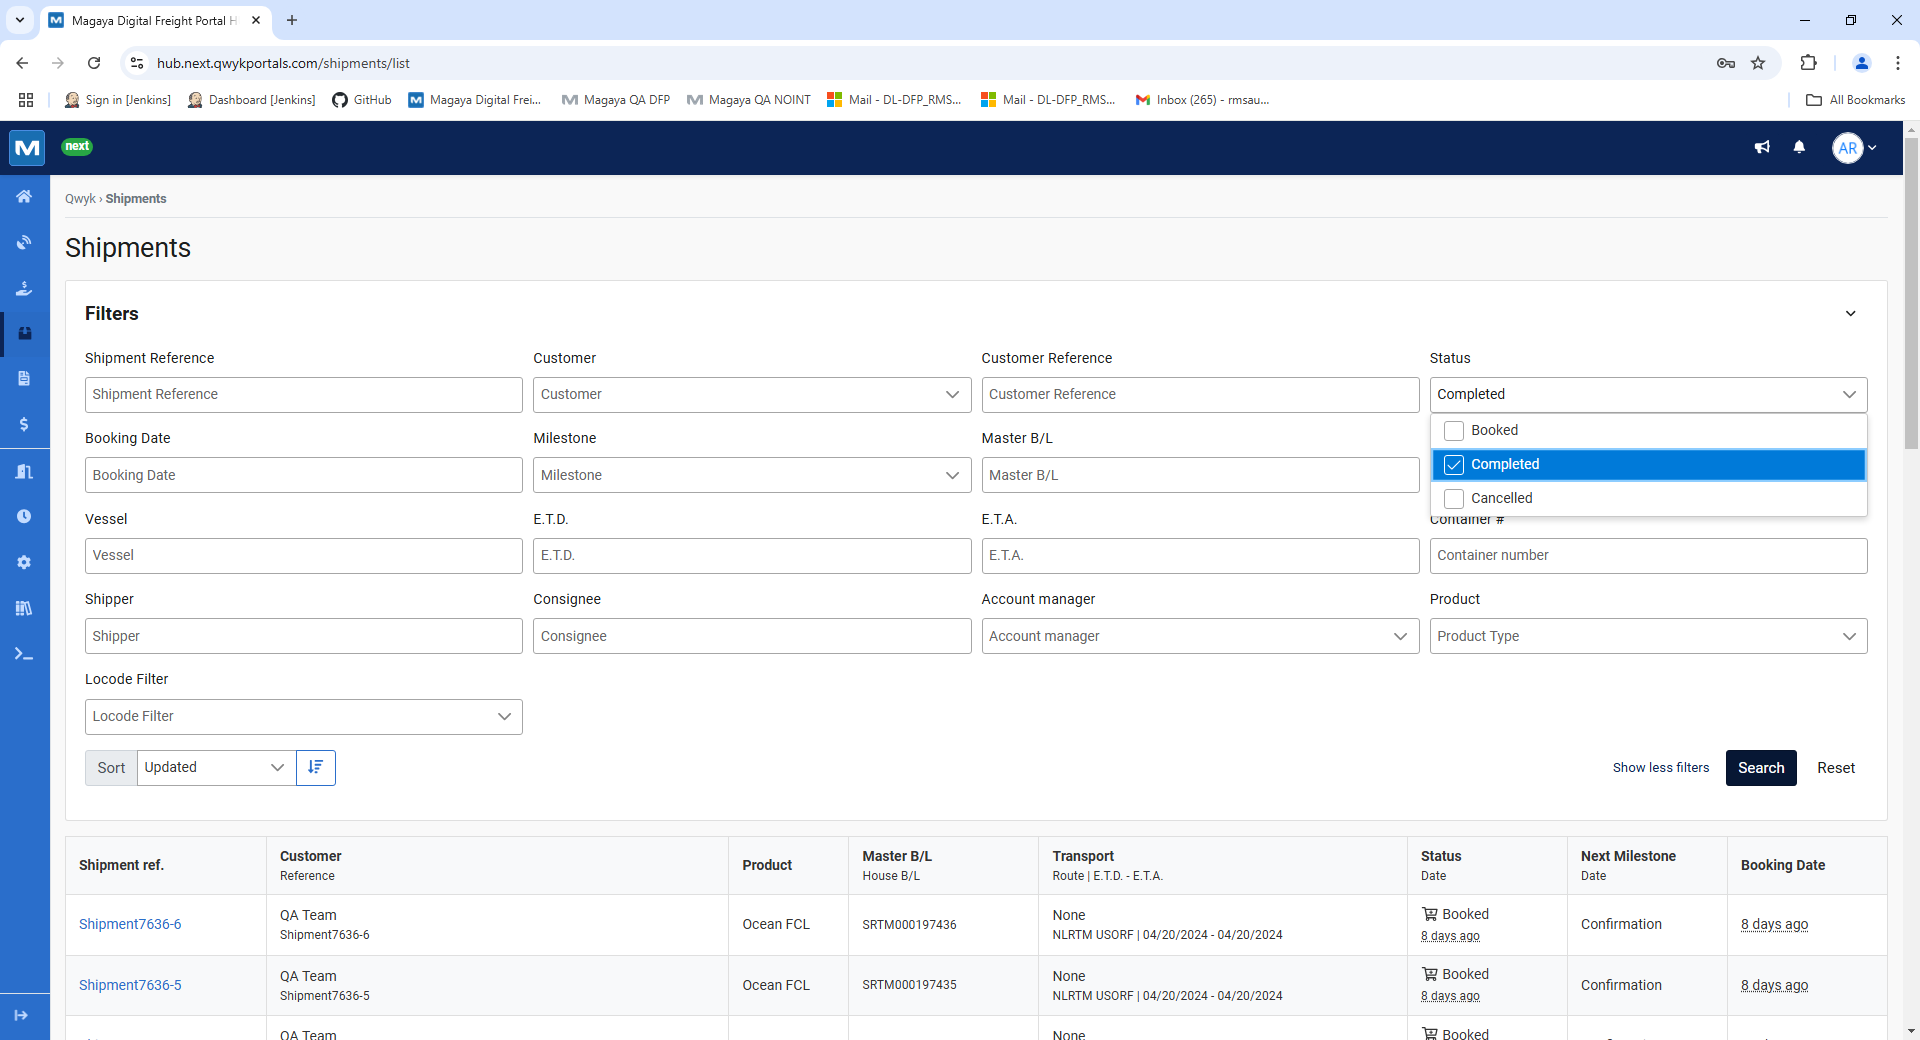 Magaya Digital Freight Portal H
hub.next.qwykportals.com/shipments/list
Sign in [Jenkins]
Dashboard [Jenkins]
GitHub
Magaya Digital Frei...
Magaya QA DFP
Magaya QA NOINT
Mail - DL-DFP_RMS...
Mail - DL-DFP_RMS...
Inbox (265) - rmsau...
All Bookmarks
next
AR
Qwyk › Shipments
Shipments
Filters
Shipment Reference
Customer
Customer Reference
Status
Shipment Reference
Customer
Customer Reference
Completed
Booked
Completed
Cancelled
Booking Date
Milestone
Master B/L
Booking Date
Milestone
Master B/L
Vessel
E.T.D.
E.T.A.
Container #
Vessel
E.T.D.
E.T.A.
Container number
Shipper
Consignee
Account manager
Product
Shipper
Consignee
Account manager
Product Type
Locode Filter
Locode Filter
Sort
Updated
Show less filters
Search
Reset
Shipment ref.
Customer
Reference
Product
Master B/L
House B/L
Transport
Route | E.T.D. - E.T.A.
Status
Date
Next Milestone
Date
Booking Date
Shipment7636-6
QA Team
Shipment7636-6
Ocean FCL
SRTM000197436
None
NLRTM USORF | 04/20/2024 - 04/20/2024
Booked
8 days ago
Confirmation
8 days ago
Shipment7636-5
QA Team
Shipment7636-5
Ocean FCL
SRTM000197435
None
NLRTM USORF | 04/20/2024 - 04/20/2024
Booked
8 days ago
Confirmation
8 days ago
QA Team
None
Booked